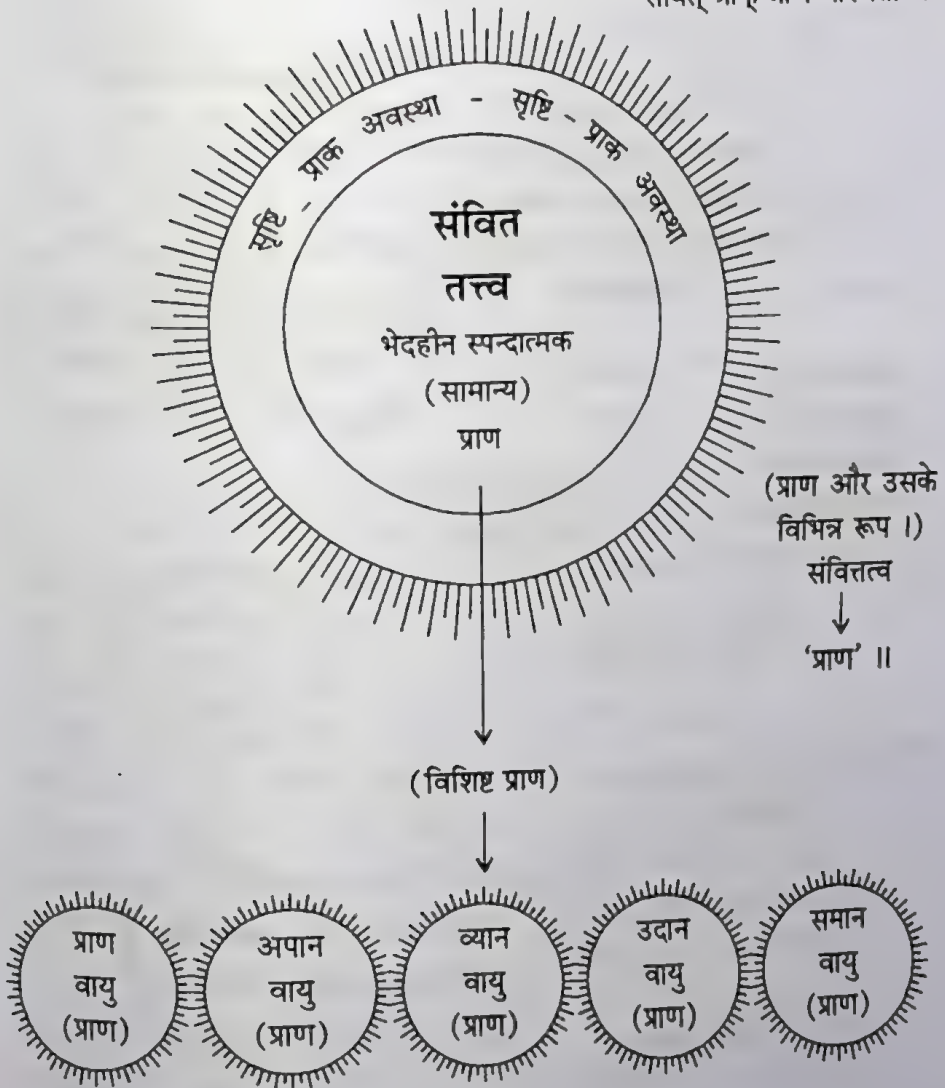 सृष्टि - प्राक अवस्था - सृष्टि - प्राक अवस्था
संवित
तत्त्व
भेदहीन स्पन्दात्मक
(सामान्य)
प्राण
(प्राण और उसके
विभिन्न रूप ।)
संवित्तत्व
↓
‘प्राण’ ॥
(विशिष्ट प्राण)
प्राण
वायु
(प्राण)
अपान
वायु
(प्राण)
व्यान
वायु
(प्राण)
उदान
वायु
(प्राण)
समान
वायु
(प्राण)